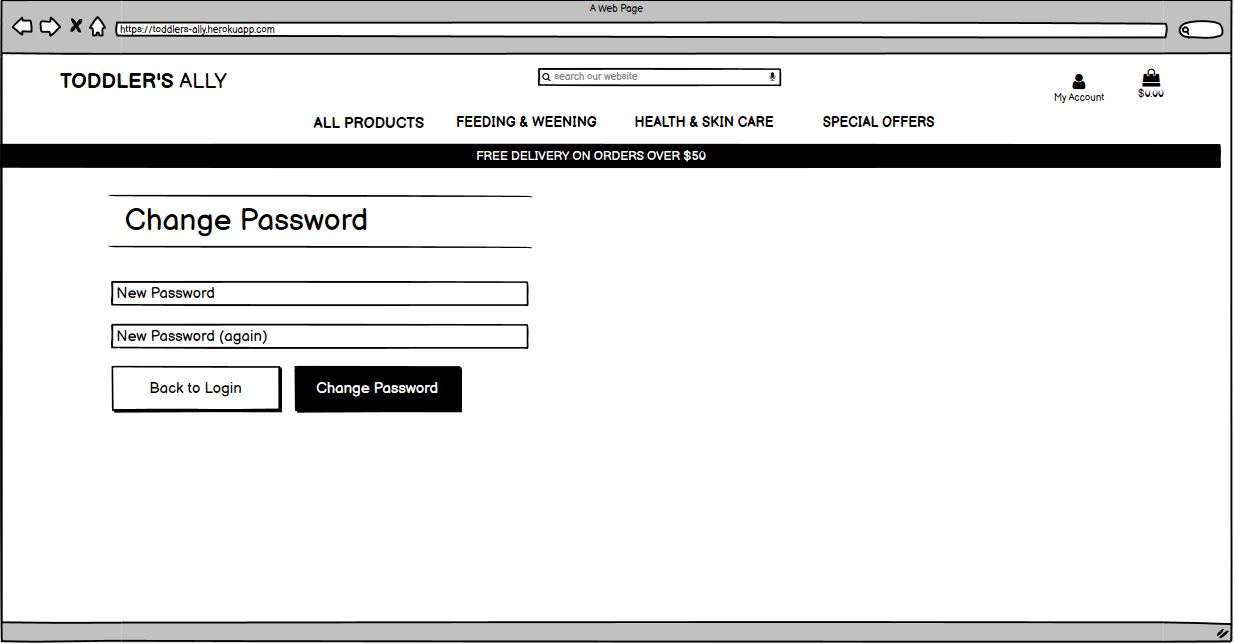 A Web Page
https://toddlers-ally.herokuapp.com
TODDLER'S ALLY
search our website
My Account
$0.00
ALL PRODUCTS
FEEDING & WEENING
HEALTH & SKIN CARE
SPECIAL OFFERS
FREE DELIVERY ON ORDERS OVER $50
Change Password
New Password
New Password (again)
Back to Login
Change Password